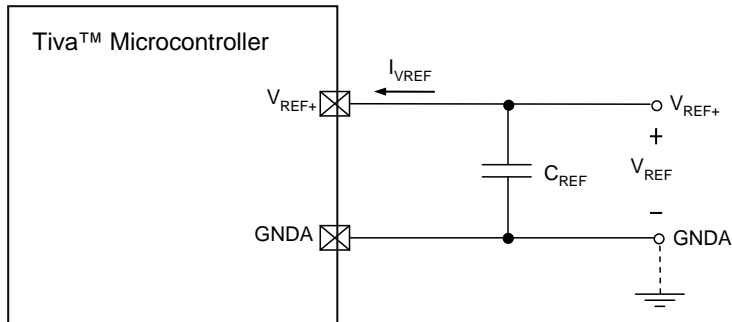 Tiva™ Microcontroller
I_VREF
V_REF+
V_REF+
+
V_REF
C_REF
–
GNDA
GNDA